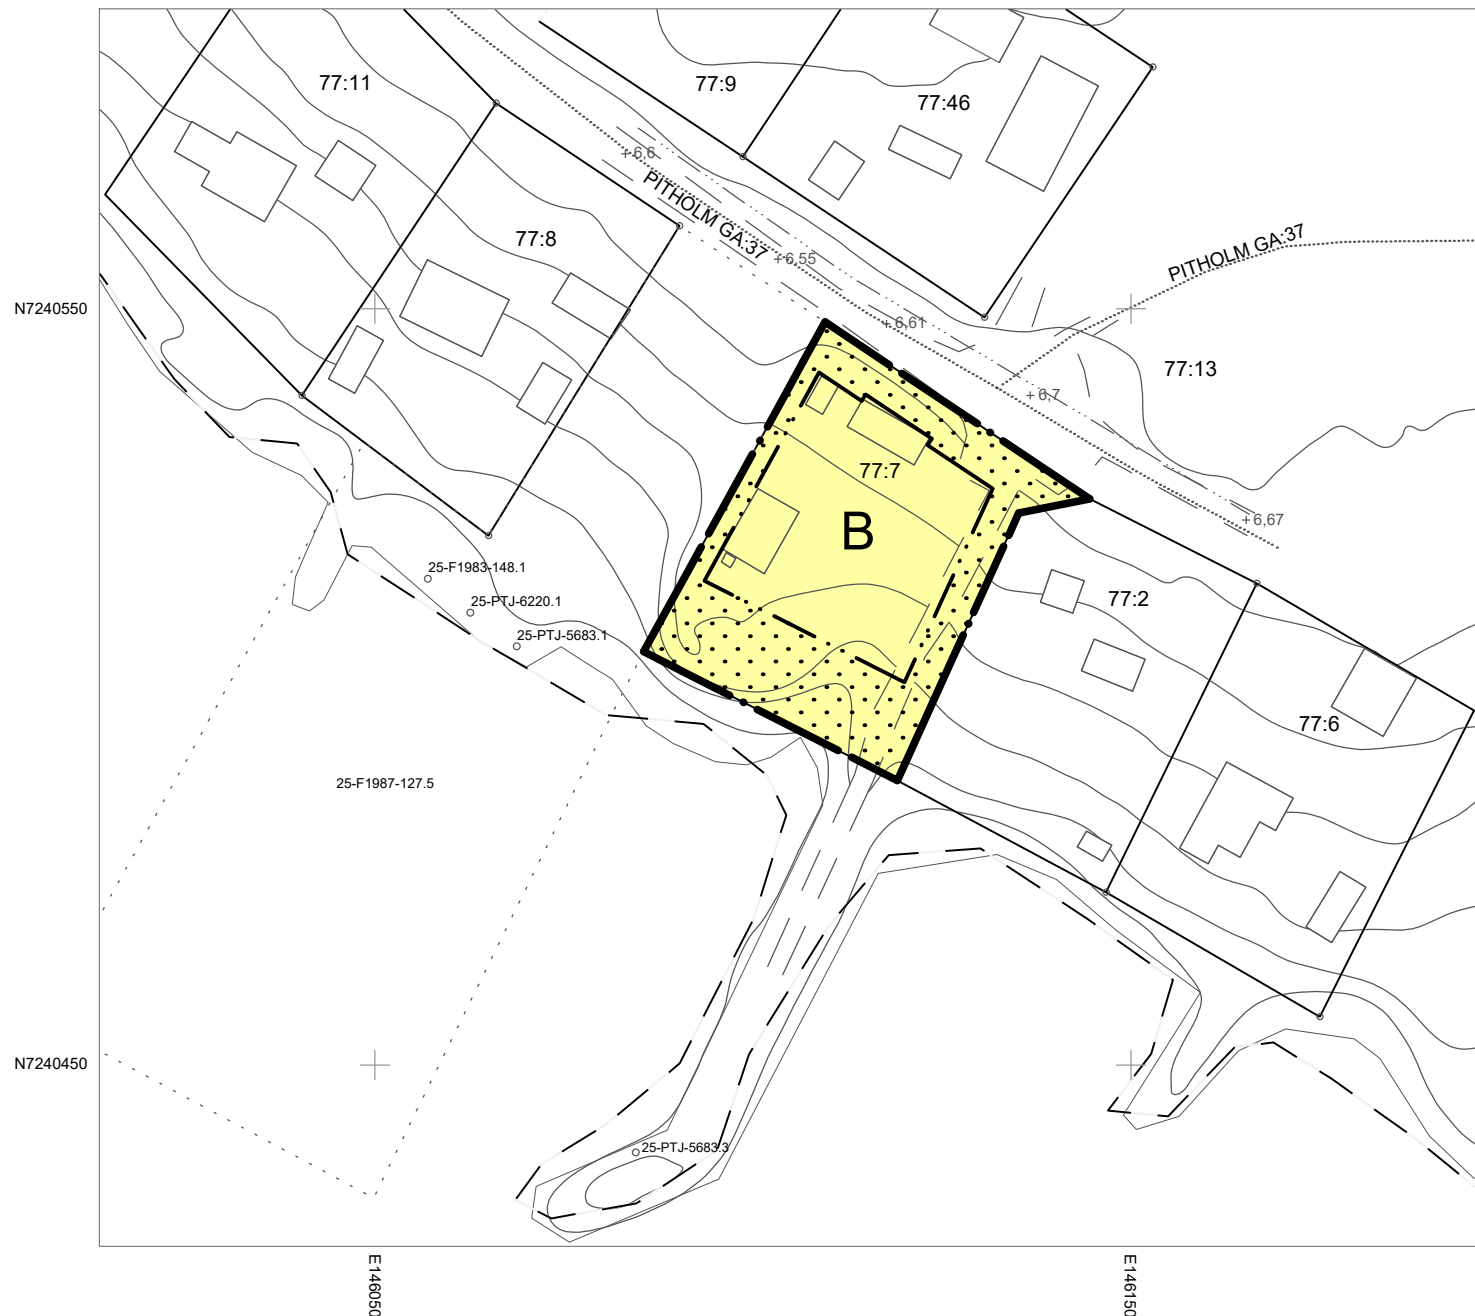 77:11
77:9
77:46
+ 6,6
PITHOLM GA:37
77:8
PITHOLM GA:37
+ 6,55
N7240550
+ 6,61
77:13
+ 6,7
77:7
B
+ 6,67
25-F1983-148.1
25-PTJ-6220.1
77:2
25-PTJ-5683.1
77:6
25-F1987-127.5
N7240450
25-PTJ-5683.3
E146050
E146150